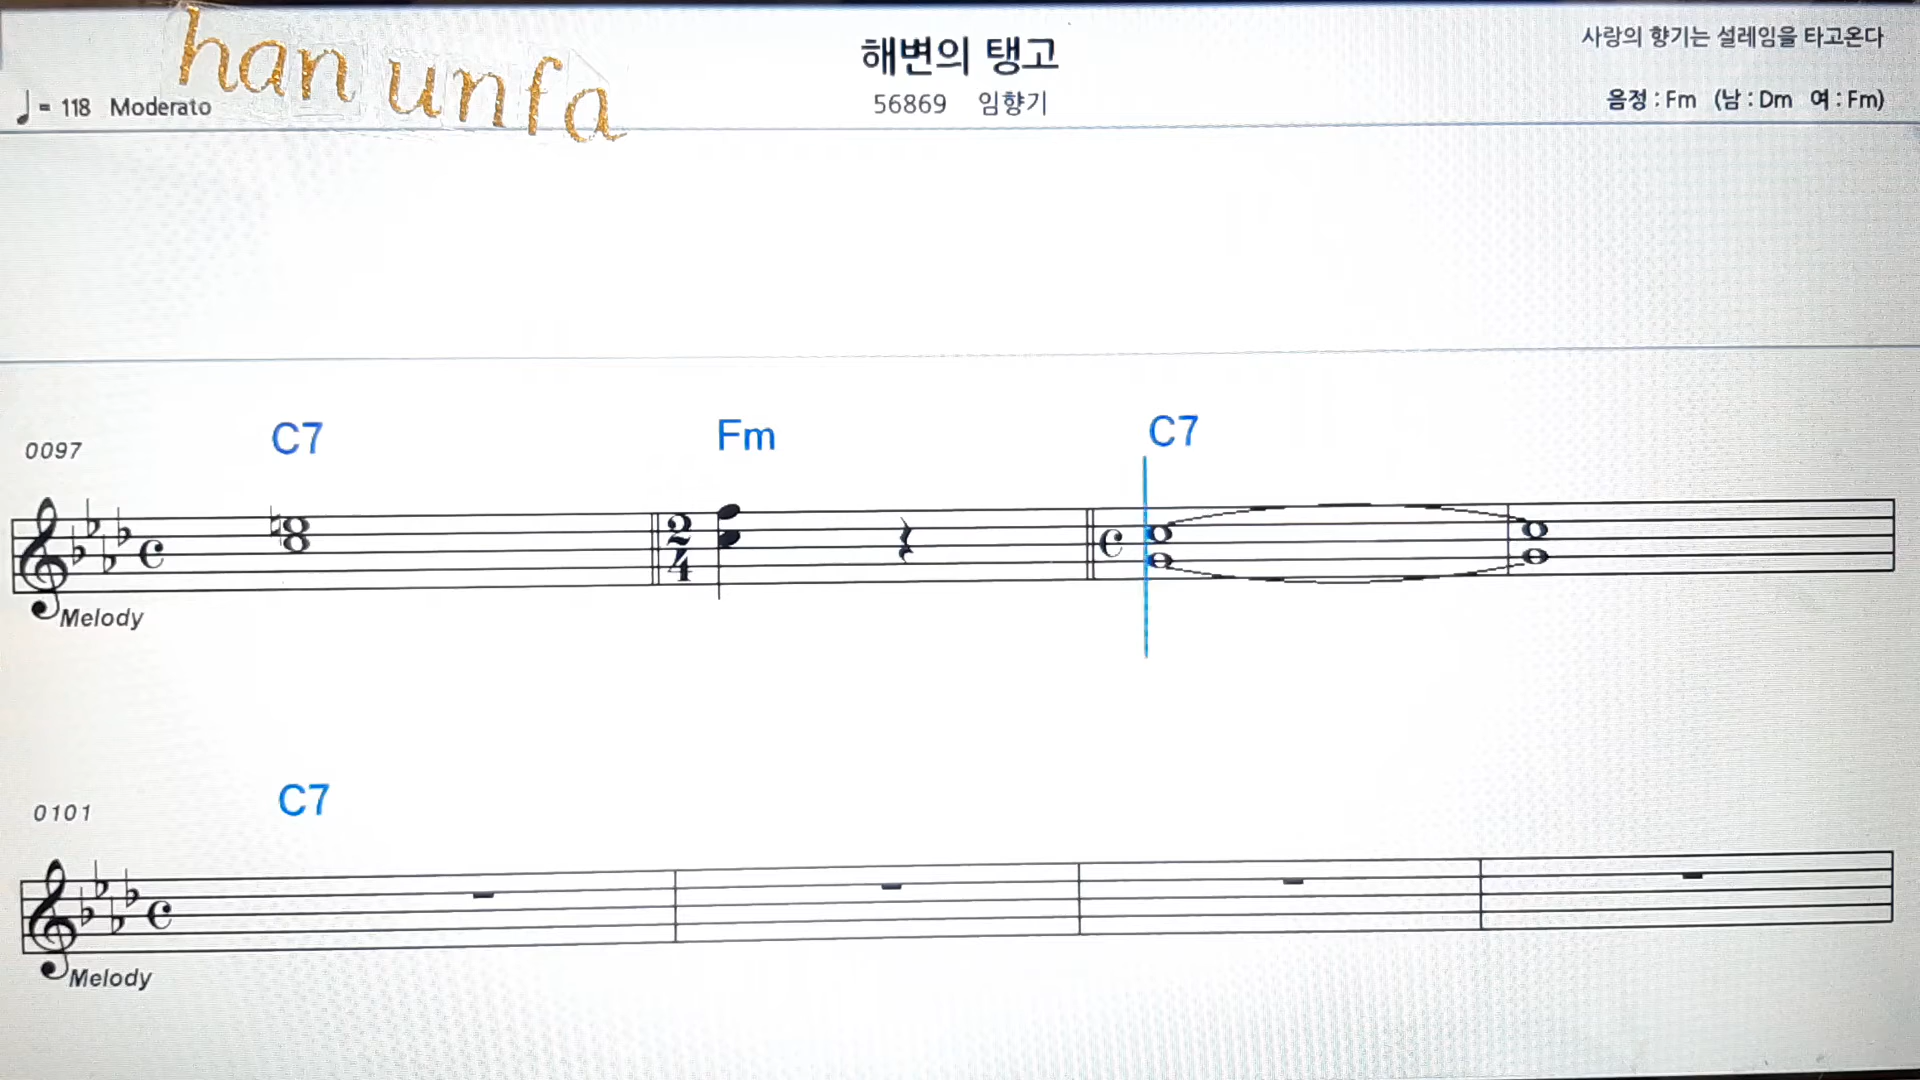 han unfa
해변의 탱고
사랑의 향기는 설레임을 타고온다
♩ = 118 Moderato
56869 임향기
음정 : Fm (남 : Dm 여 : Fm)
C7 Fm C7
0097
2
4
Melody
C7
0101
Melody